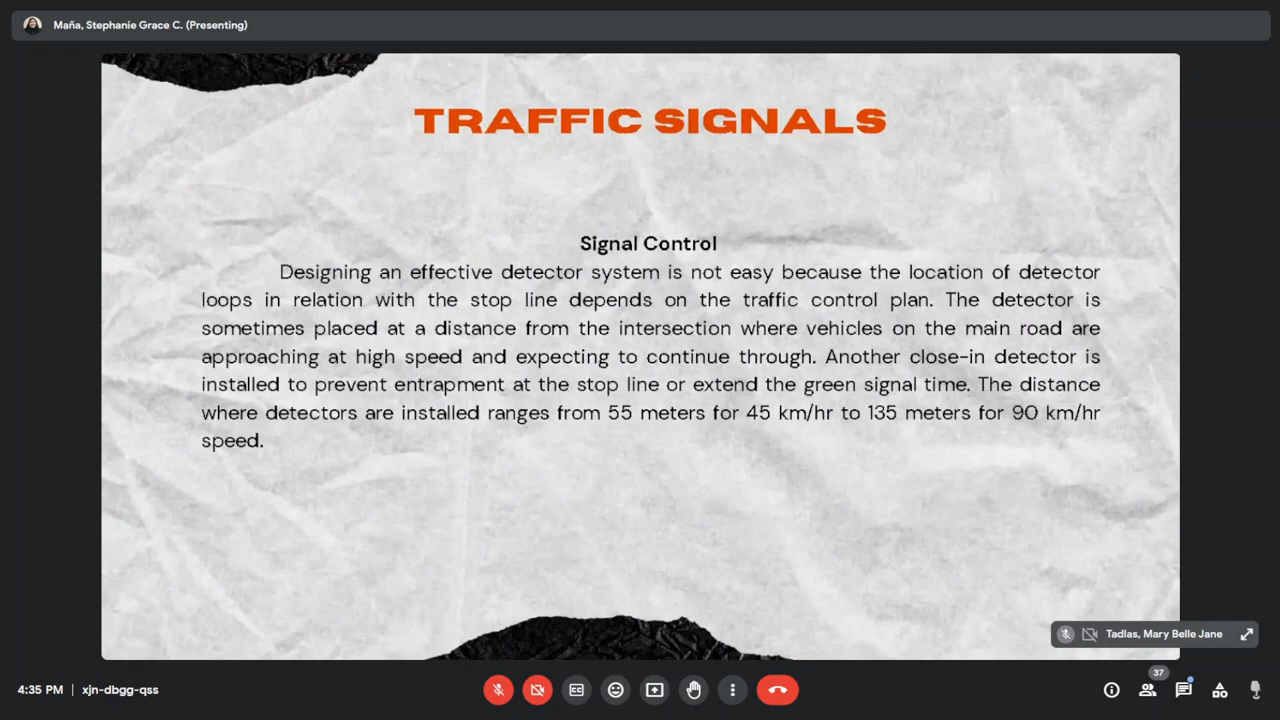 Maña, Stephanie Grace C. (Presenting)
TRAFFIC SIGNALS
Signal Control
Designing an effective detector system is not easy because the location of detector
loops in relation with the stop line depends on the traffic control plan. The detector is
sometimes placed at a distance from the intersection where vehicles on the main road are
approaching at high speed and expecting to continue through. Another close-in detector is
installed to prevent entrapment at the stop line or extend the green signal time. The distance
where detectors are installed ranges from 55 meters for 45 km/hr to 135 meters for 90 km/hr
speed.
Tadlas, Mary Belle Jane
4:35 PM | xjn-dbgg-qss
CC
37